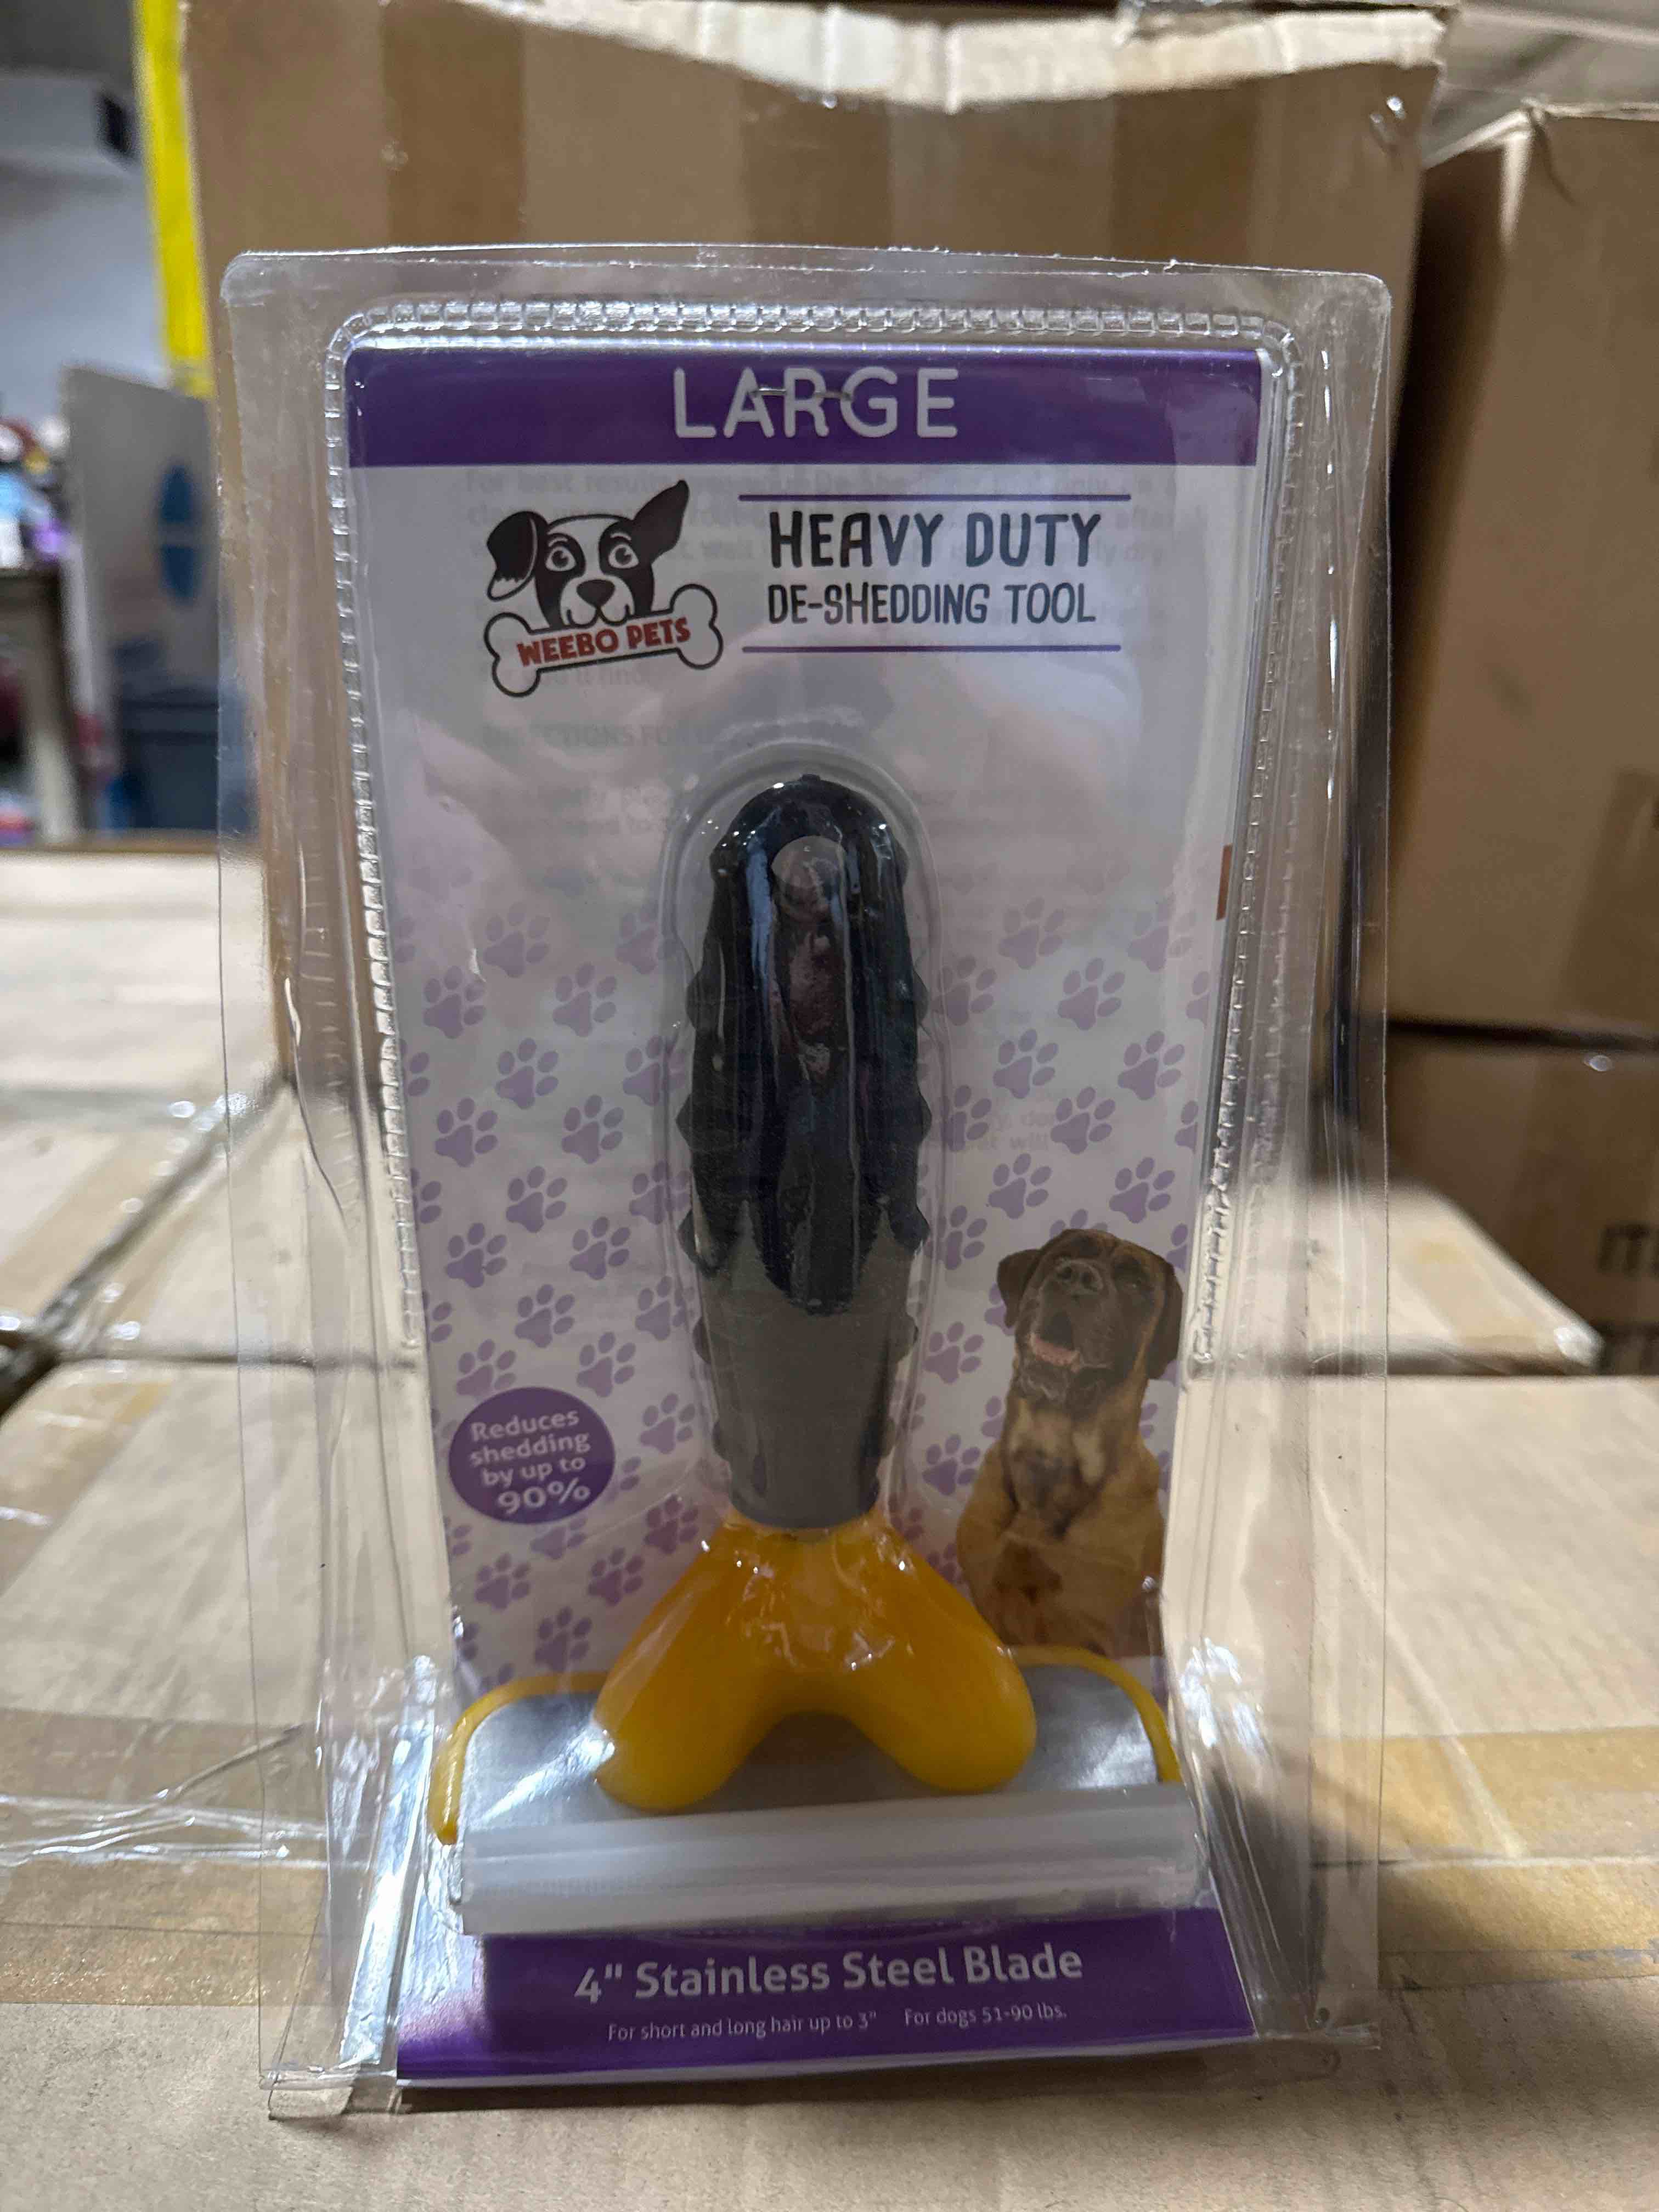 LARGE
WEEBO PETS
HEAVY DUTY
DE-SHEDDING TOOL
Reduces
shedding
by up to
90%
4" Stainless Steel Blade
For short and long hair up to 3" For dogs 51-90 lbs.